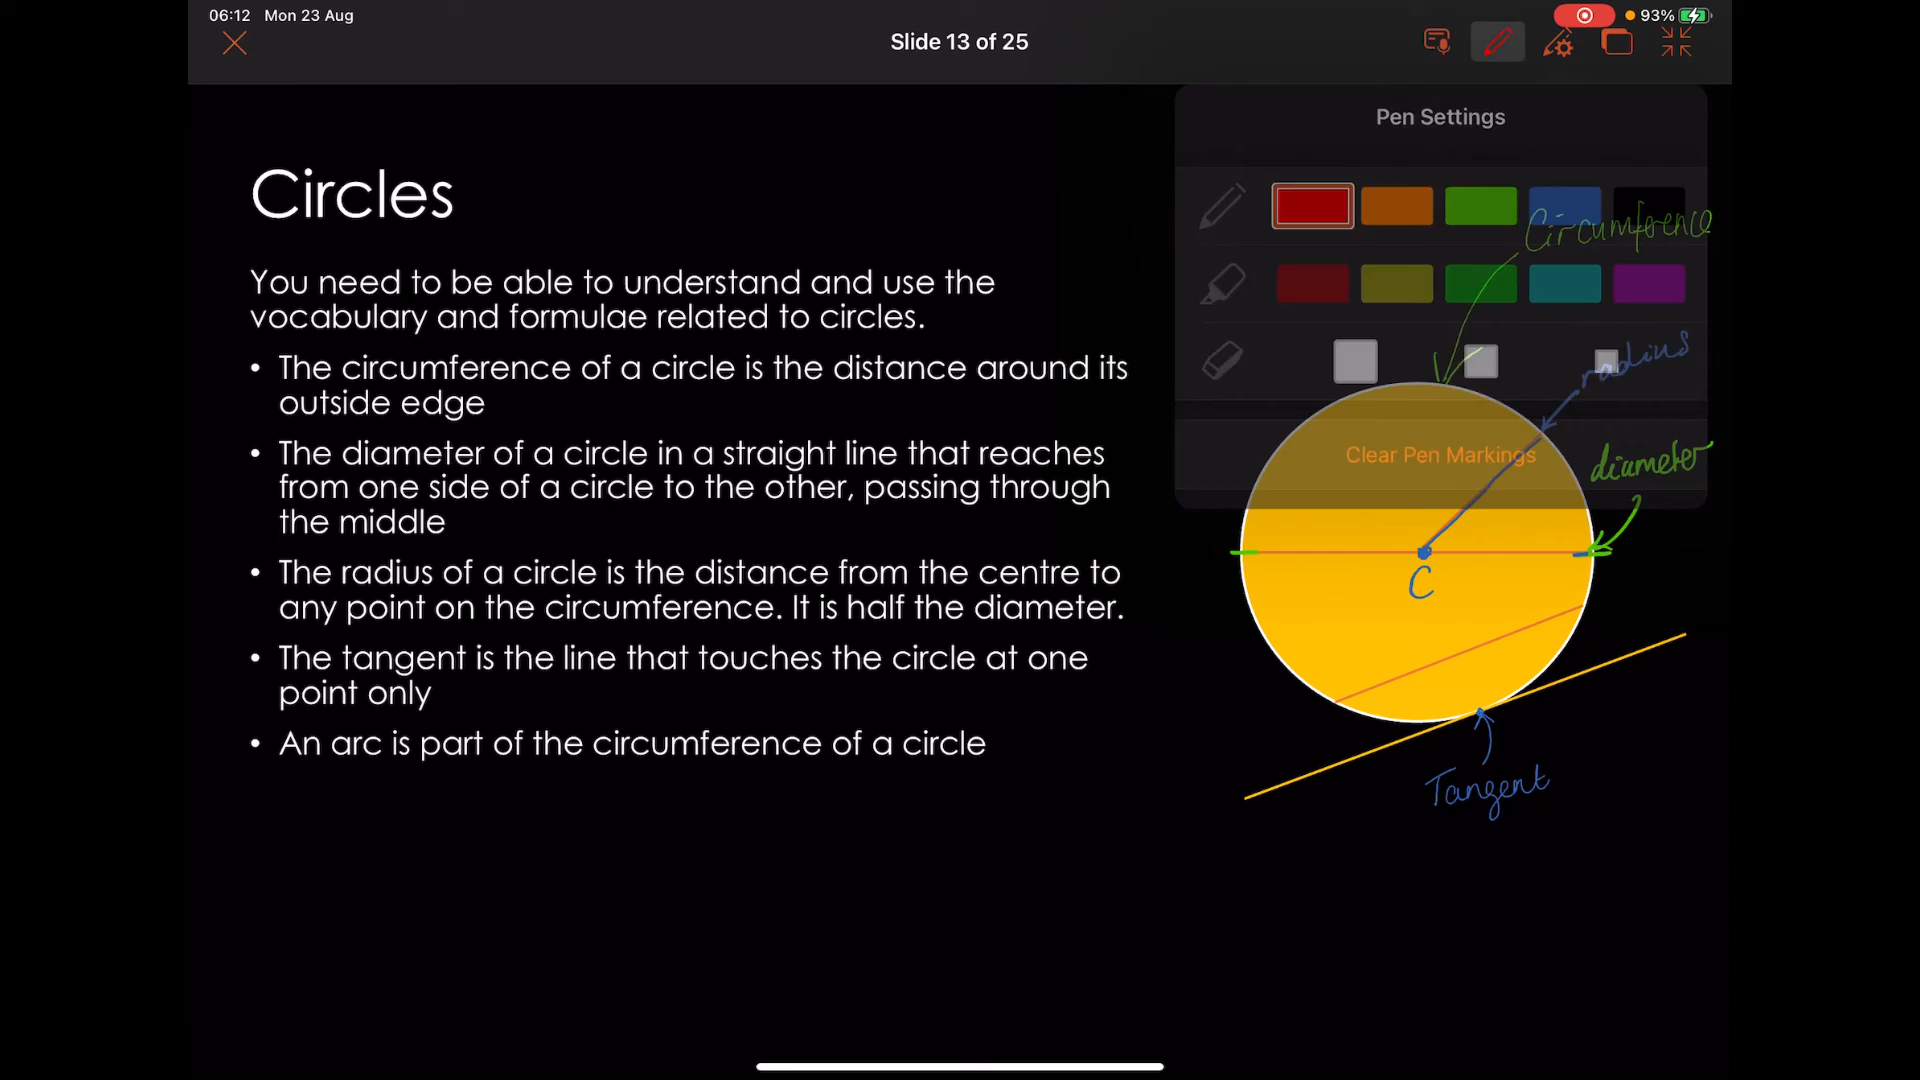 06:12 Mon 23 Aug
93%
Slide 13 of 25
Pen Settings
Circles
Circumference
You need to be able to understand and use the
vocabulary and formulae related to circles.
• The circumference of a circle is the distance around its
outside edge
radius
• The diameter of a circle in a straight line that reaches
from one side of a circle to the other, passing through
the middle
Clear Pen Markings
diameter
• The radius of a circle is the distance from the centre to
any point on the circumference. It is half the diameter.
C
• The tangent is the line that touches the circle at one
point only
• An arc is part of the circumference of a circle
Tangent